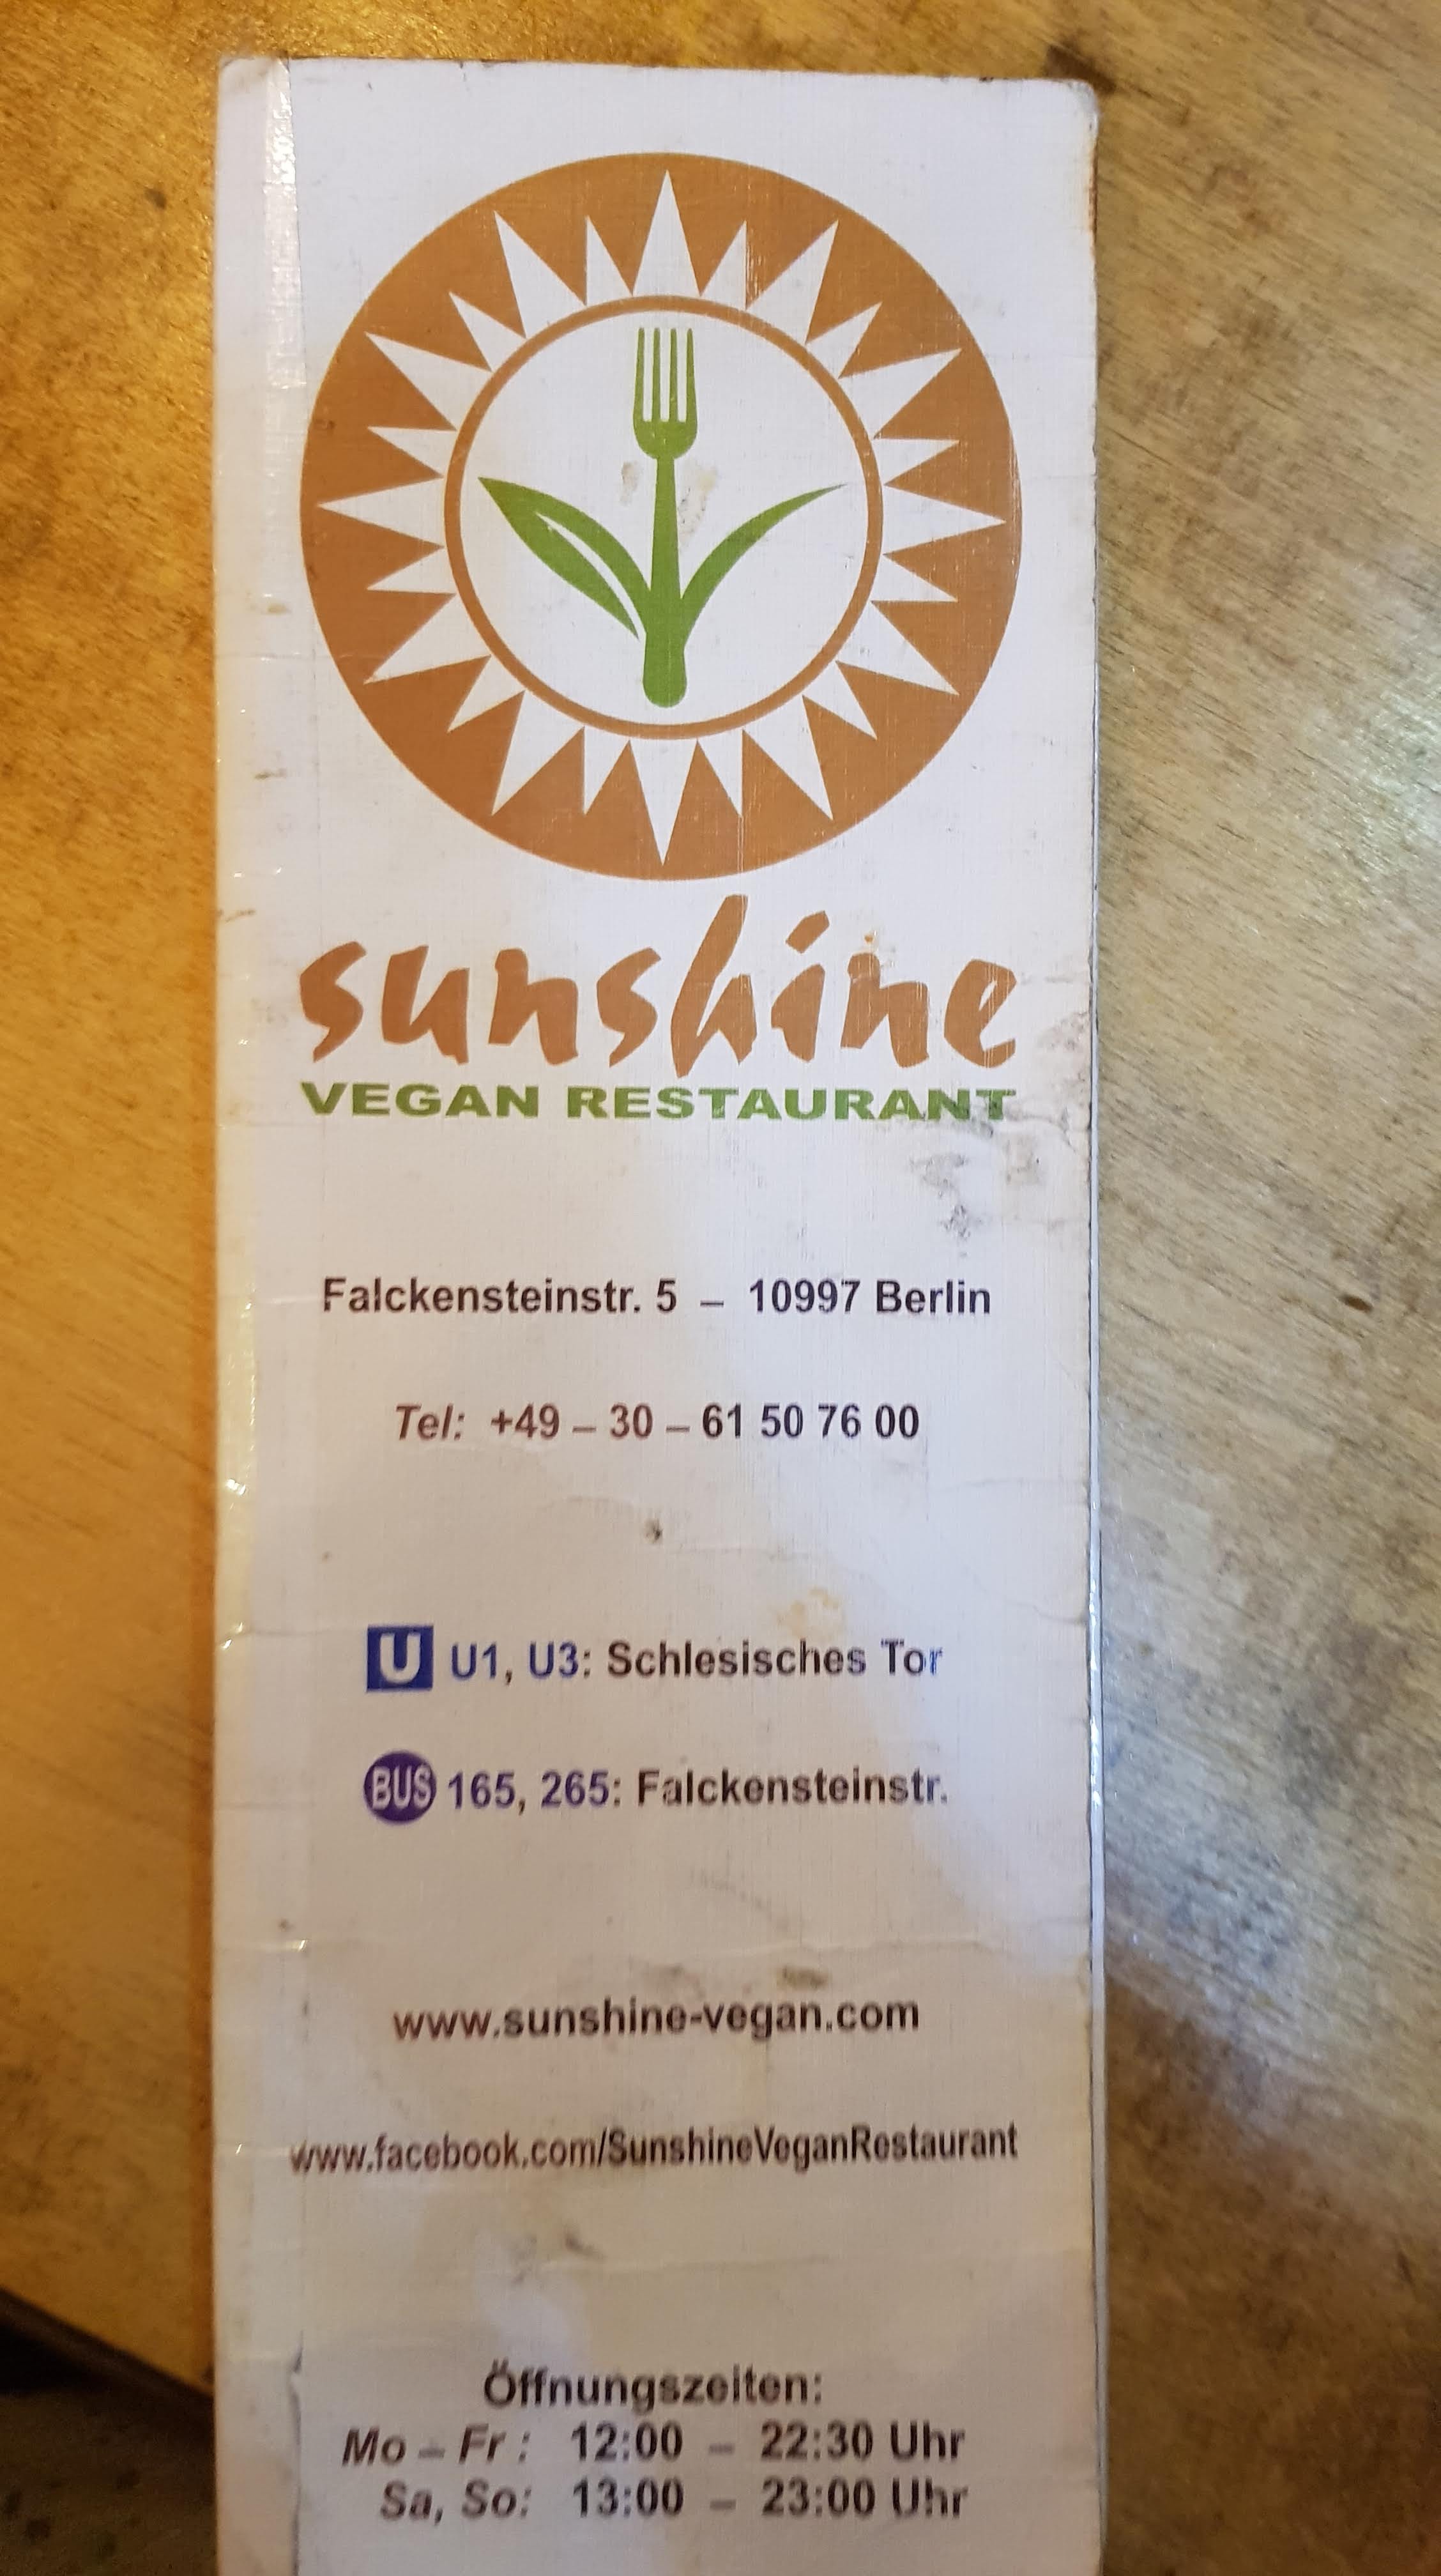 sunshine
VEGAN RESTAURANT
Falckensteinstr. 5 – 10997 Berlin
Tel: +49 – 30 – 61 50 76 00
U U1, U3: Schlesisches Tor
BUS 165, 265: Falckensteinstr.
www.sunshine-vegan.com
www.facebook.com/SunshineVeganRestaurant
Öffnungszeiten:
Mo – Fr : 12:00 – 22:30 Uhr
Sa, So: 13:00 – 23:00 Uhr